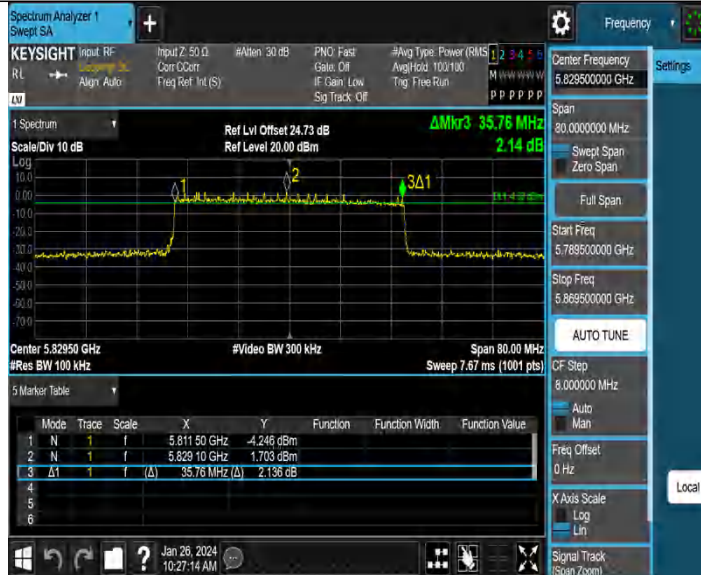 Spectrum Analyzer 1
Swept SA
Frequency
KEYSIGHT Input: RF
RL
Align: Auto
Input Z: 50 Ω
Corr CCorr
Freq Ref: Int (S)
#Atten: 30 dB
PNO: Fast
Gate: Off
IF Gain: Low
Sig Track: Off
#Avg Type: Power (RMS
Avg|Hold: 100/100
Trig: Free Run
1 2 3 4 5 6
M W W W W W
P P P P P P
LXI
Center Frequency
5.829500000 GHz
Settings
Span
80.0000000 MHz
Swept Span
Zero Span
Full Span
Start Freq
5.789500000 GHz
Stop Freq
5.869500000 GHz
AUTO TUNE
CF Step
8.000000 MHz
Auto
Man
Freq Offset
0 Hz
X Axis Scale
Log
Lin
Signal Track
(Span Zoom)
Local
1 Spectrum
Scale/Div 10 dB
Ref Lvl Offset 24.73 dB
Ref Level 20.00 dBm
ΔMkr3 35.76 MHz
2.14 dB
Log
10.0
0.00
-10.0
-20.0
-30.0
-40.0
-50.0
-60.0
-70.0
1
2
3Δ1
Center 5.82950 GHz
#Video BW 300 kHz
Span 80.00 MHz
#Res BW 100 kHz
Sweep 7.67 ms (1001 pts)
5 Marker Table
Mode Trace Scale X Y Function Function Width Function Value
1 N 1 f 5.811 50 GHz -4.246 dBm
2 N 1 f 5.829 10 GHz 1.703 dBm
3 Δ1 1 f (Δ) 35.76 MHz (Δ) 2.136 dB
4
5
6
?
Jan 26, 2024
10:27:14 AM